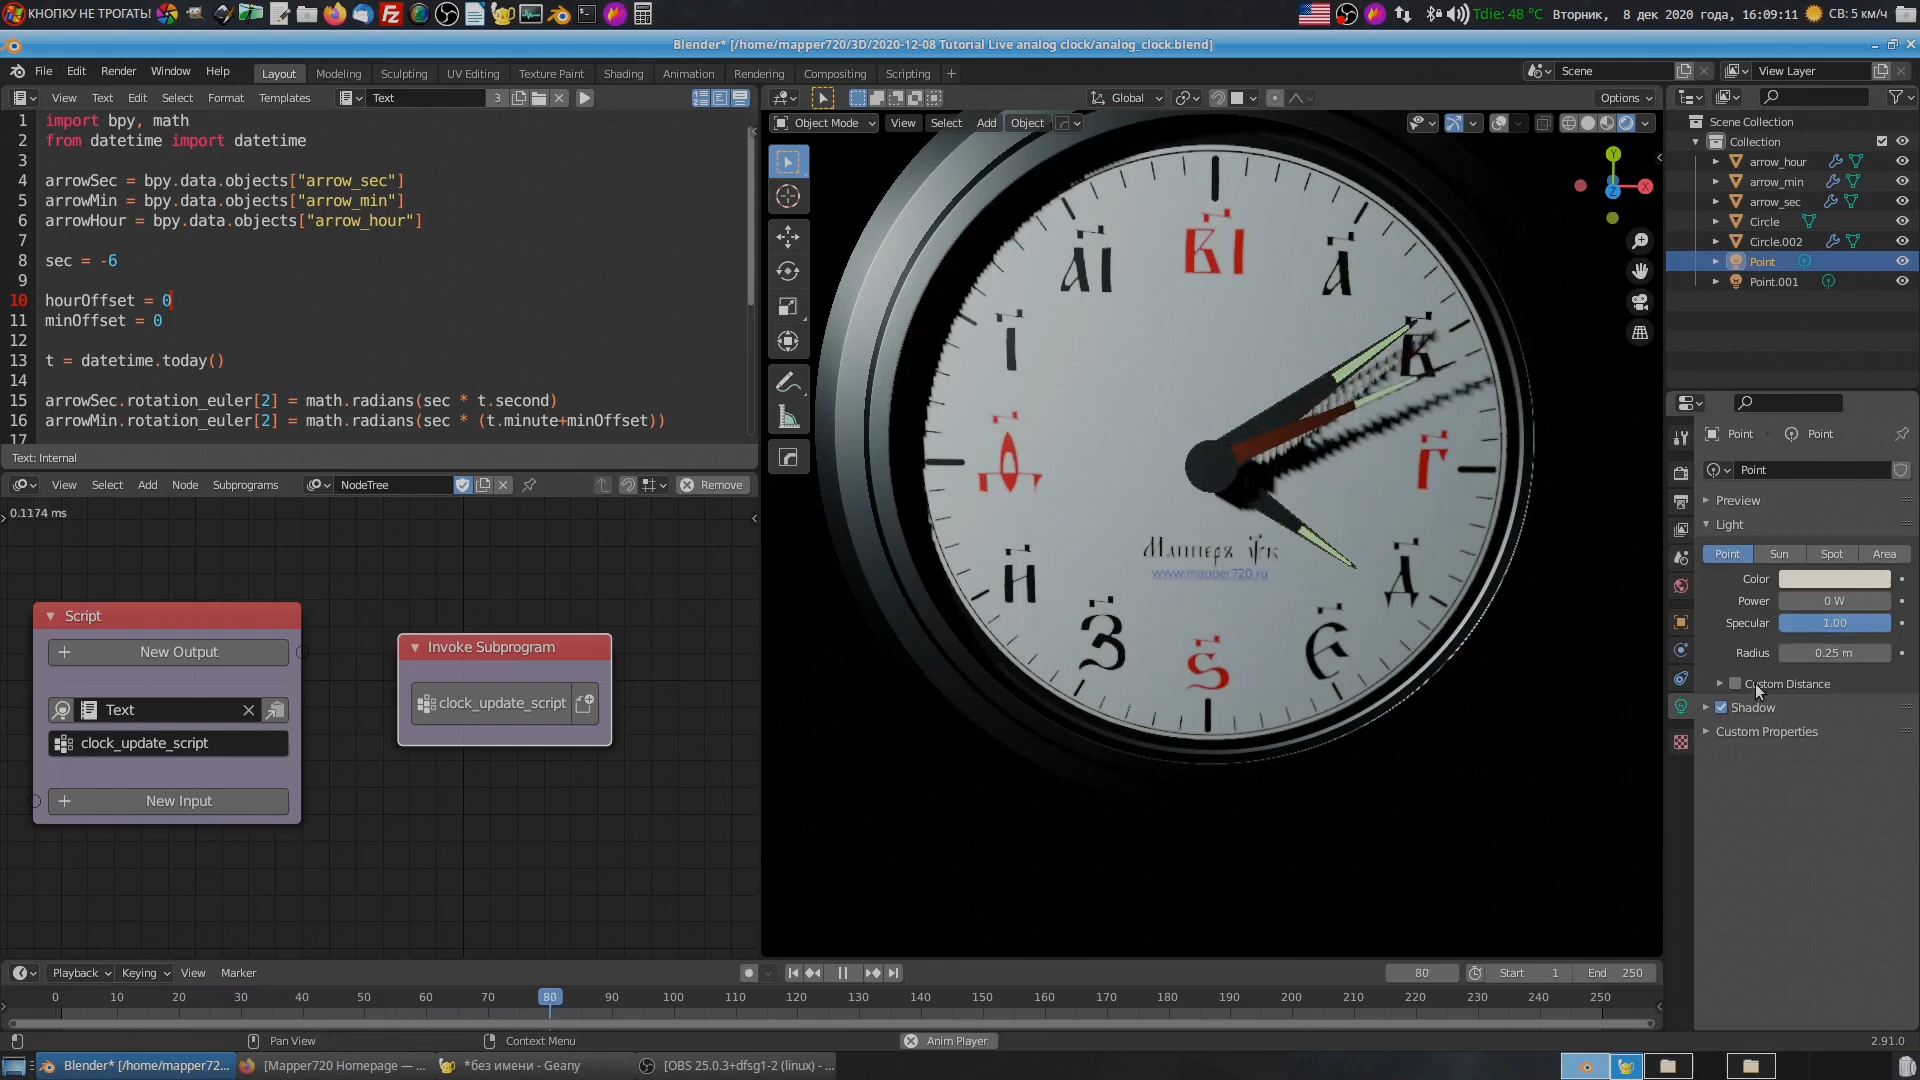 КНОПКУ НЕ ТРОГАТЬ!
Tdie: 48 °C
Вторник, 8 дек 2020 года, 16:09:11
СВ: 5 км/ч
Blender* [/home/mapper720/3D/2020-12-08 Tutorial Live analog clock/analog_clock.blend]
File Edit Render Window Help
Layout Modeling Sculpting UV Editing Texture Paint Shading Animation Rendering Compositing Scripting +
Scene
View Layer
View Text Edit Select Format Templates
Text 3
Global
Options
1 import bpy, math
2 from datetime import datetime
3
4 arrowSec = bpy.data.objects["arrow_sec"]
5 arrowMin = bpy.data.objects["arrow_min"]
6 arrowHour = bpy.data.objects["arrow_hour"]
7
8 sec = -6
9
10 hourOffset = 0
11 minOffset = 0
12
13 t = datetime.today()
14
15 arrowSec.rotation_euler[2] = math.radians(sec * t.second)
16 arrowMin.rotation_euler[2] = math.radians(sec * (t.minute+minOffset))
17
Text: Internal
View Select Add Node Subprograms
NodeTree
Remove
0.1174 ms
Script
New Output
Text
clock_update_script
New Input
Invoke Subprogram
clock_update_script
Object Mode View Select Add Object
Y
X
Z
www.mapper720.ru
Scene Collection
Collection
arrow_hour
arrow_min
arrow_sec
Circle
Circle.002
Point
Point.001
Point Point
Point
Preview
Light
Point Sun Spot Area
Color
Power 0 W
Specular 1.00
Radius 0.25 m
Custom Distance
Shadow
Custom Properties
Playback Keying View Marker
80
Start 1
End 250
0 10 20 30 40 50 60 70 80 90 100 110 120 130 140 150 160 170 180 190 200 210 220 230 240 250
Pan View
Context Menu
Anim Player
2.91.0
Blender* [/home/mapper72...
[Mapper720 Homepage — ...
*без имени - Geany
[OBS 25.0.3+dfsg1-2 (linux) - ...